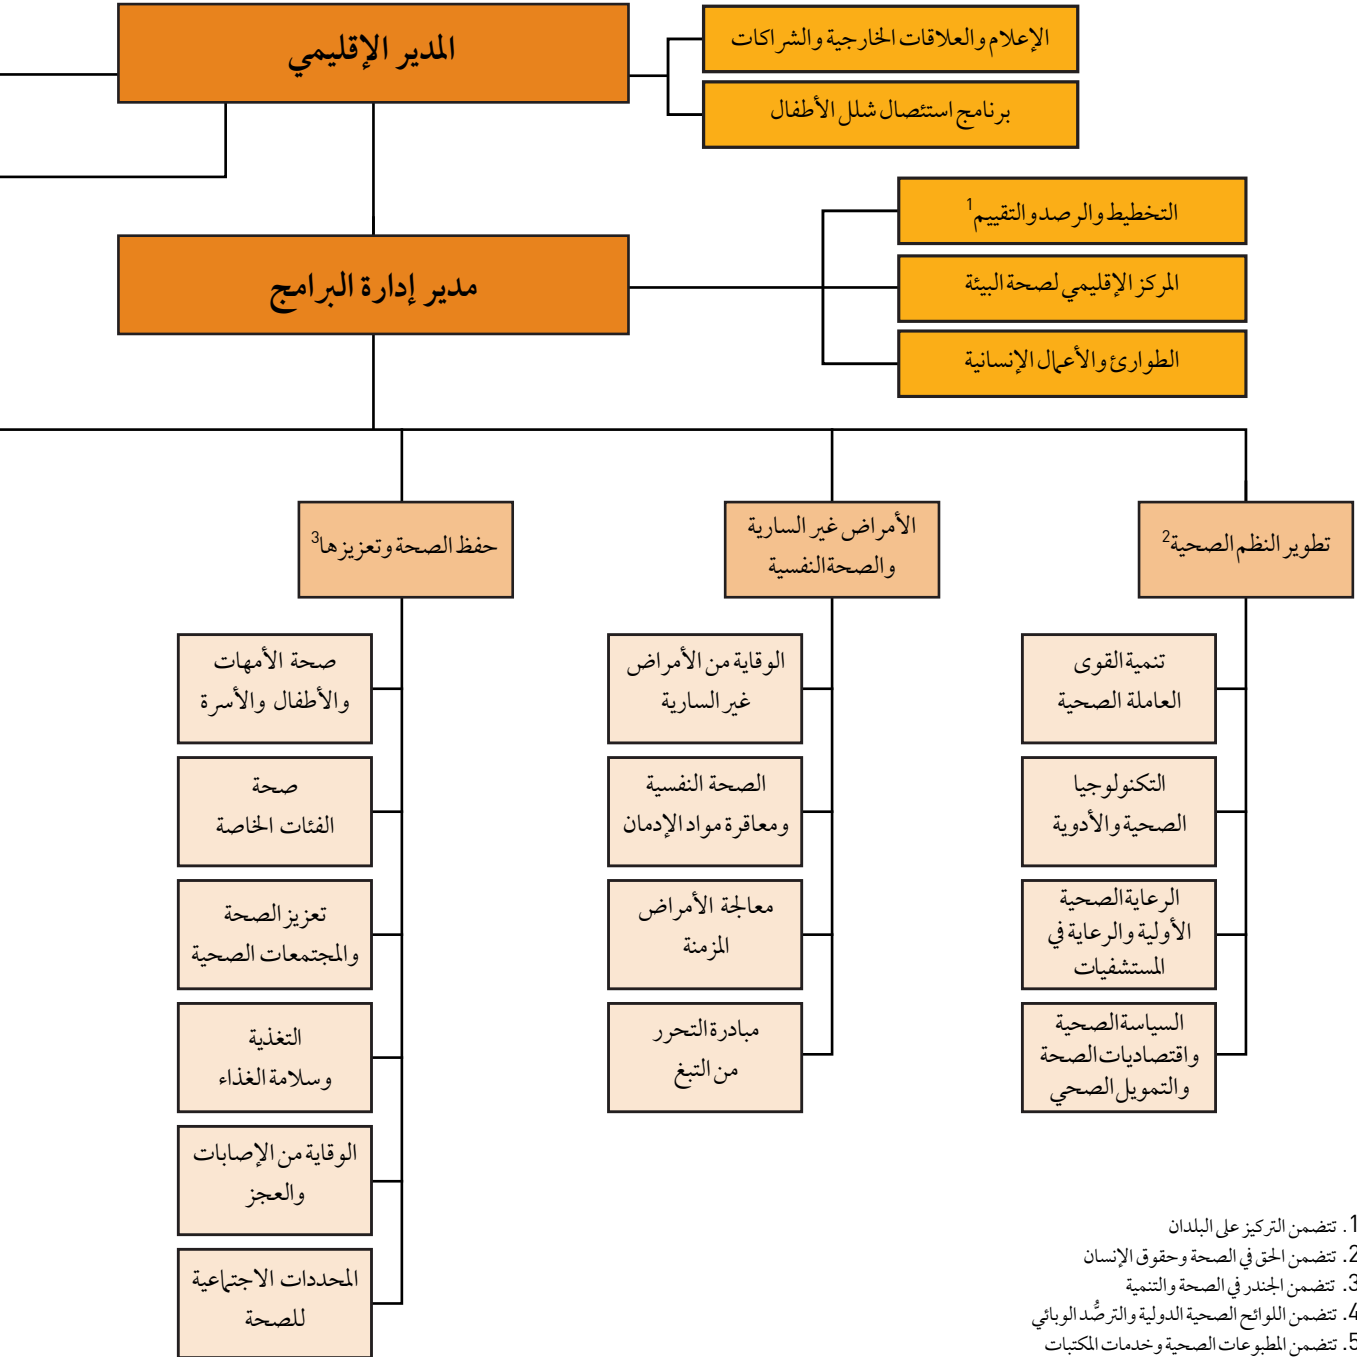 المدير الإقليمي
الإعلام والعلاقات الخارجية والشراكات
برنامج استئصال شلل الأطفال
التخطيط والرصد والتقييم1
المركز الإقليمي لصحة البيئة
الطوارئ والأعمال الإنسانية
مدير إدارة البرامج
تطوير النظم الصحية2
تنمية القوى
العاملة الصحية
التكنولوجيا
الصحية والأدوية
الرعاية الصحية
الأولية والرعاية في
المستشفيات
السياسة الصحية
واقتصاديات الصحة
والتمويل الصحي
الأمراض غير السارية
والصحة النفسية
الوقاية من الأمراض
غير السارية
الصحة النفسية
ومعاقرة مواد الإدمان
معالجة الأمراض
المزمنة
مبادرة التحرر
من التبغ
حفظ الصحة وتعزيزها3
صحة الأمهات
والأطفال والأسرة
صحة
الفئات الخاصة
تعزيز الصحة
والمجتمعات الصحية
التغذية
وسلامة الغذاء
الوقاية من الإصابات
والعجز
المحددات الاجتماعية
للصحة
1. تتضمن التركيز على البلدان
2. تتضمن الحق في الصحة وحقوق الإنسان
3. تتضمن الجندر في الصحة والتنمية
4. تتضمن اللوائح الصحية الدولية والترصُّد الوبائي
5. تتضمن المطبوعات الصحية وخدمات المكتبات